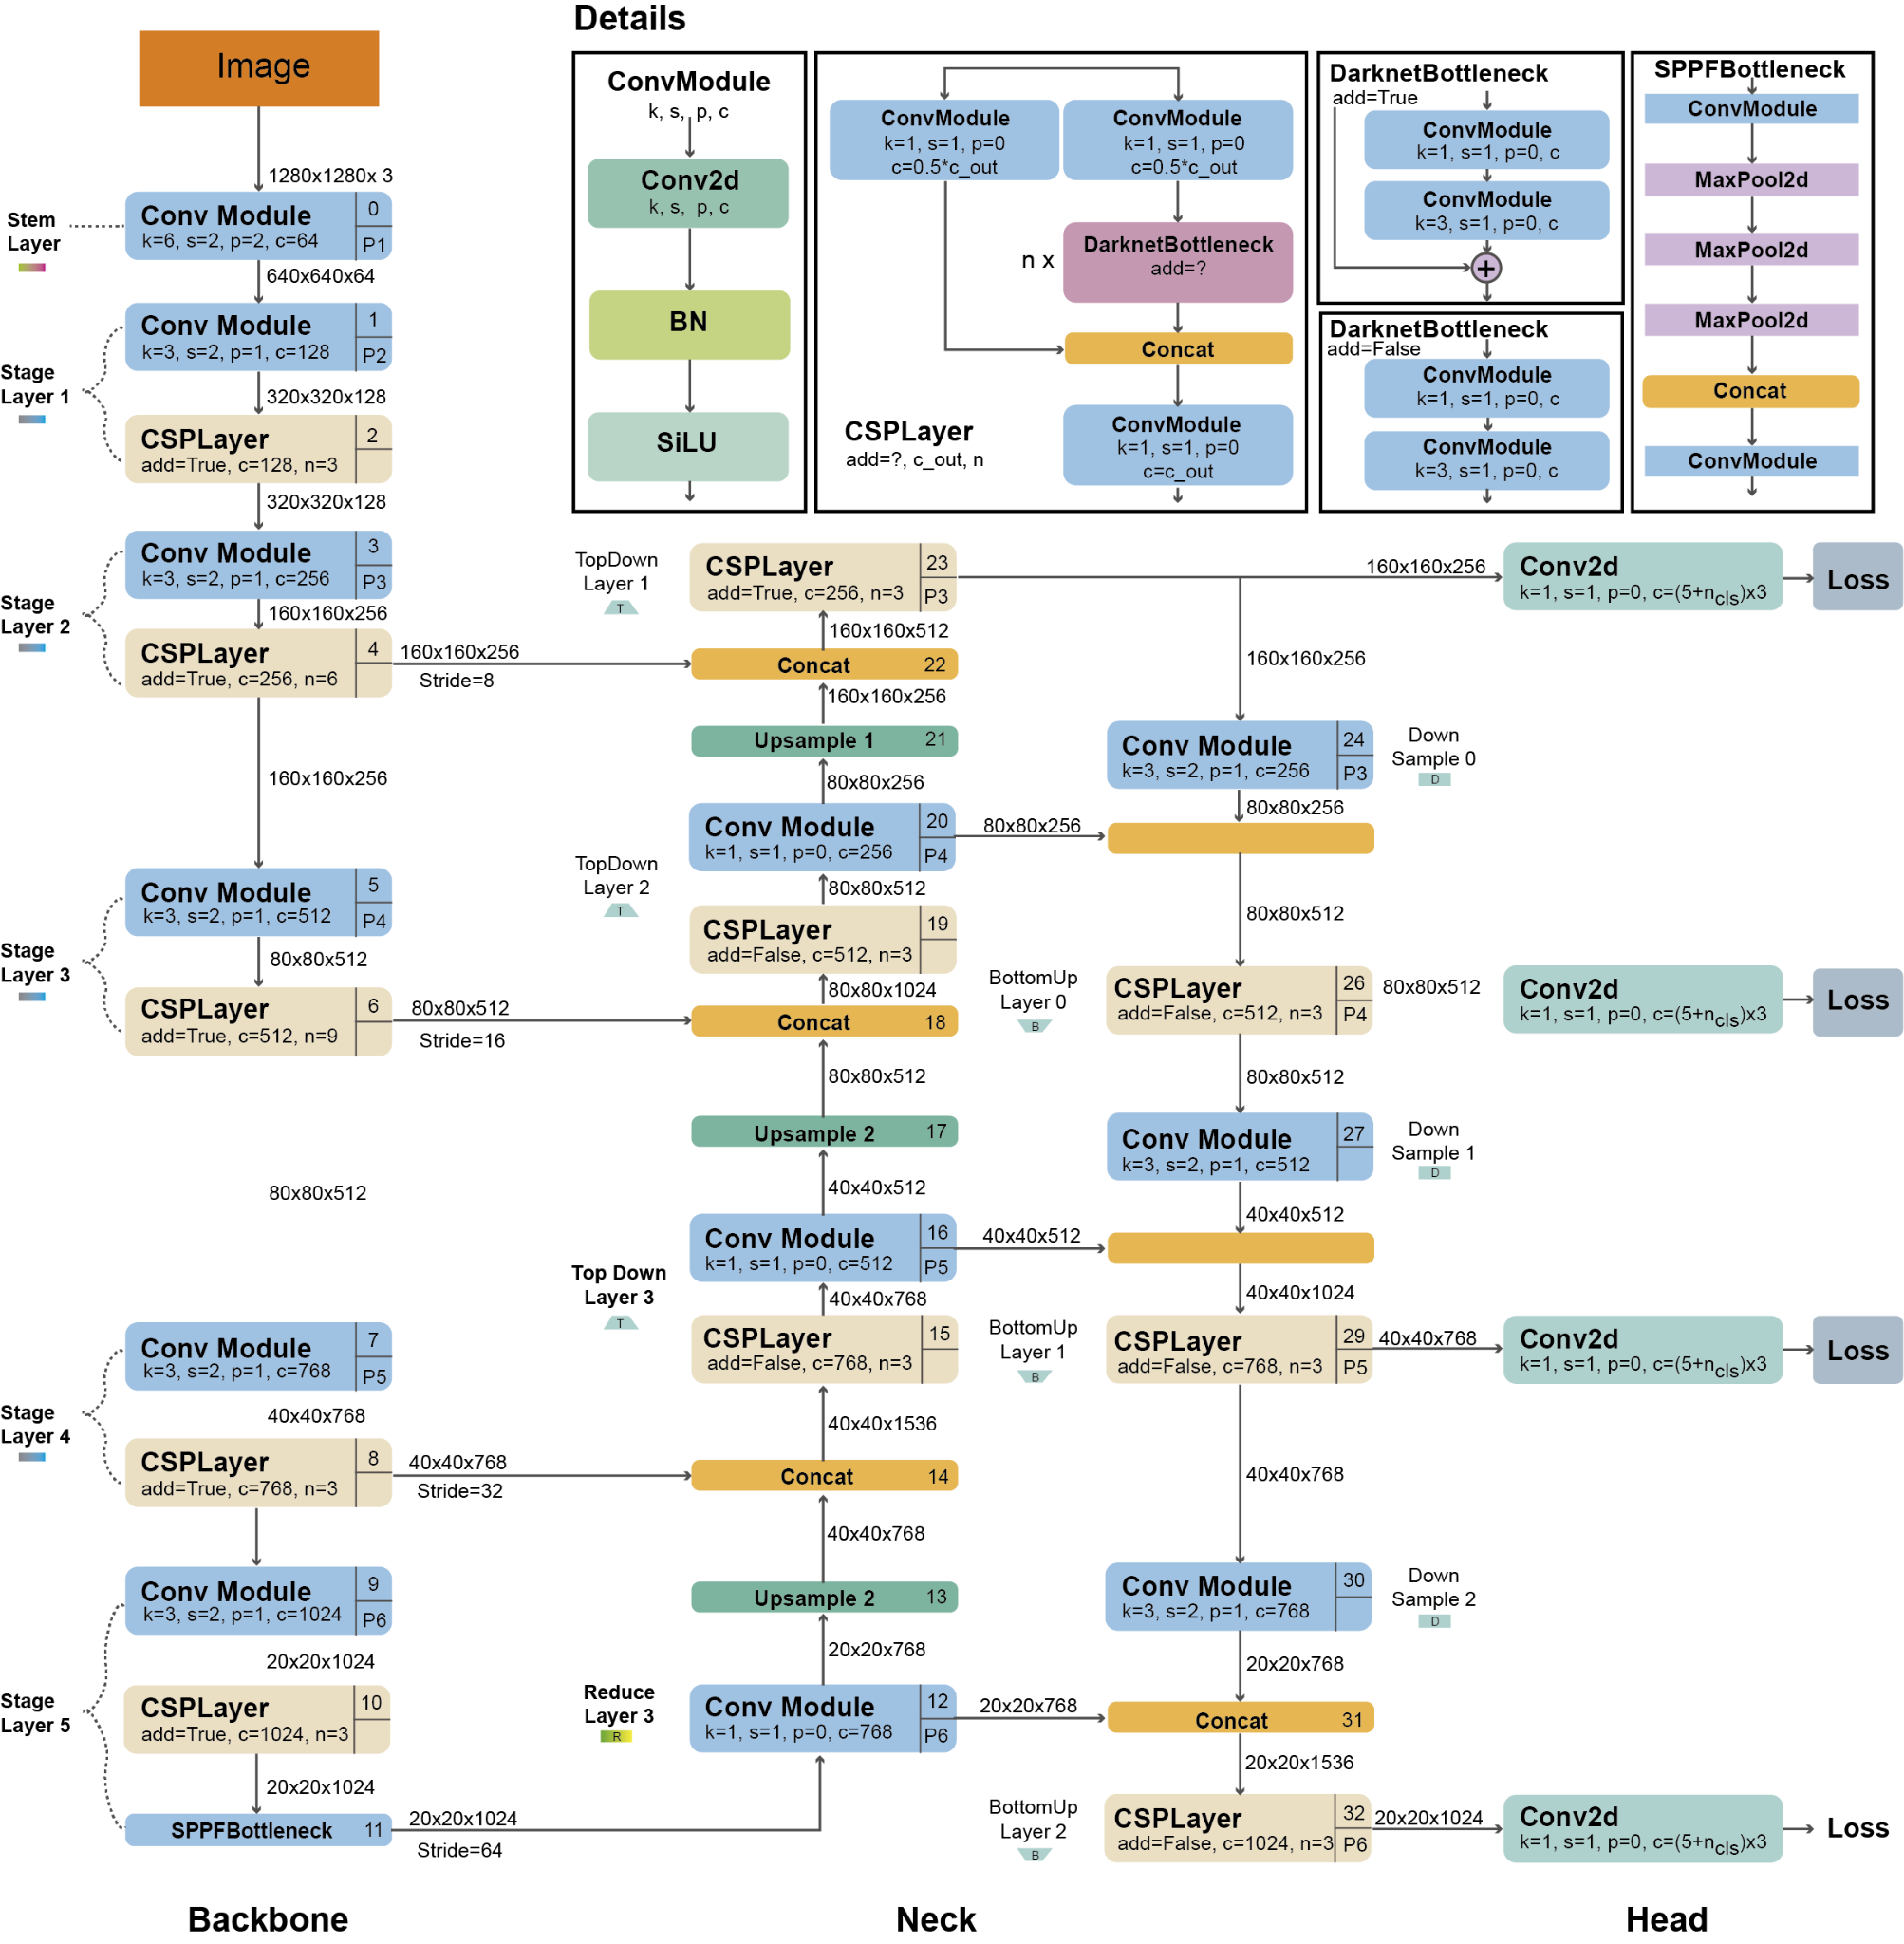 Details
Image
1280x1280x 3
Stem
Layer
Conv Module
k=6, s=2, p=2, c=64
0
P1
640x640x64
Stage
Layer 1
Conv Module
k=3, s=2, p=1, c=128
1
P2
320x320x128
CSPLayer
add=True, c=128, n=3
2
320x320x128
Stage
Layer 2
Conv Module
k=3, s=2, p=1, c=256
3
P3
160x160x256
CSPLayer
add=True, c=256, n=6
4
160x160x256
Stride=8
160x160x256
Stage
Layer 3
Conv Module
k=3, s=2, p=1, c=512
5
P4
80x80x512
CSPLayer
add=True, c=512, n=9
6
80x80x512
Stride=16
80x80x512
Stage
Layer 4
Conv Module
k=3, s=2, p=1, c=768
7
P5
40x40x768
CSPLayer
add=True, c=768, n=3
8
40x40x768
Stride=32
Stage
Layer 5
Conv Module
k=3, s=2, p=1, c=1024
9
P6
20x20x1024
CSPLayer
add=True, c=1024, n=3
10
20x20x1024
SPPFBottleneck 11
20x20x1024
Stride=64
Backbone
ConvModule
k, s, p, c
Conv2d
k, s, p, c
BN
SiLU
ConvModule
k=1, s=1, p=0
c=0.5*c_out
ConvModule
k=1, s=1, p=0
c=0.5*c_out
n x
DarknetBottleneck
add=?
Concat
CSPLayer
add=?, c_out, n
ConvModule
k=1, s=1, p=0
c=c_out
DarknetBottleneck
add=True
ConvModule
k=1, s=1, p=0, c
ConvModule
k=3, s=1, p=0, c
+
DarknetBottleneck
add=False
ConvModule
k=1, s=1, p=0, c
ConvModule
k=3, s=1, p=0, c
SPPFBottleneck
ConvModule
MaxPool2d
MaxPool2d
MaxPool2d
Concat
ConvModule
TopDown
Layer 1
T
CSPLayer
add=True, c=256, n=3
23
P3
160x160x512
Concat 22
160x160x256
Upsample 1 21
80x80x256
TopDown
Layer 2
T
Conv Module
k=1, s=1, p=0, c=256
20
P4
80x80x256
80x80x512
CSPLayer
add=False, c=512, n=3
19
80x80x1024
Concat 18
80x80x512
Upsample 2 17
40x40x512
Top Down
Layer 3
T
Conv Module
k=1, s=1, p=0, c=512
16
P5
40x40x512
40x40x768
CSPLayer
add=False, c=768, n=3
15
40x40x1536
Concat 14
40x40x768
Upsample 2 13
20x20x768
Reduce
Layer 3
R
Conv Module
k=1, s=1, p=0, c=768
12
P6
20x20x768
160x160x256
160x160x256
Conv Module
k=3, s=2, p=1, c=256
24
P3
Down
Sample 0
D
80x80x256
80x80x512
BottomUp
Layer 0
B
CSPLayer
add=False, c=512, n=3
26
P4
80x80x512
80x80x512
Conv Module
k=3, s=2, p=1, c=512
27
Down
Sample 1
D
40x40x512
40x40x1024
BottomUp
Layer 1
B
CSPLayer
add=False, c=768, n=3
29
P5
40x40x768
40x40x768
Conv Module
k=3, s=2, p=1, c=768
30
Down
Sample 2
D
20x20x768
Concat 31
20x20x1536
BottomUp
Layer 2
B
CSPLayer
add=False, c=1024, n=3
32
P6
20x20x1024
Neck
Conv2d
k=1, s=1, p=0, c=(5+ncls)x3
Loss
Conv2d
k=1, s=1, p=0, c=(5+ncls)x3
Loss
Conv2d
k=1, s=1, p=0, c=(5+ncls)x3
Loss
Conv2d
k=1, s=1, p=0, c=(5+ncls)x3
Loss
Head